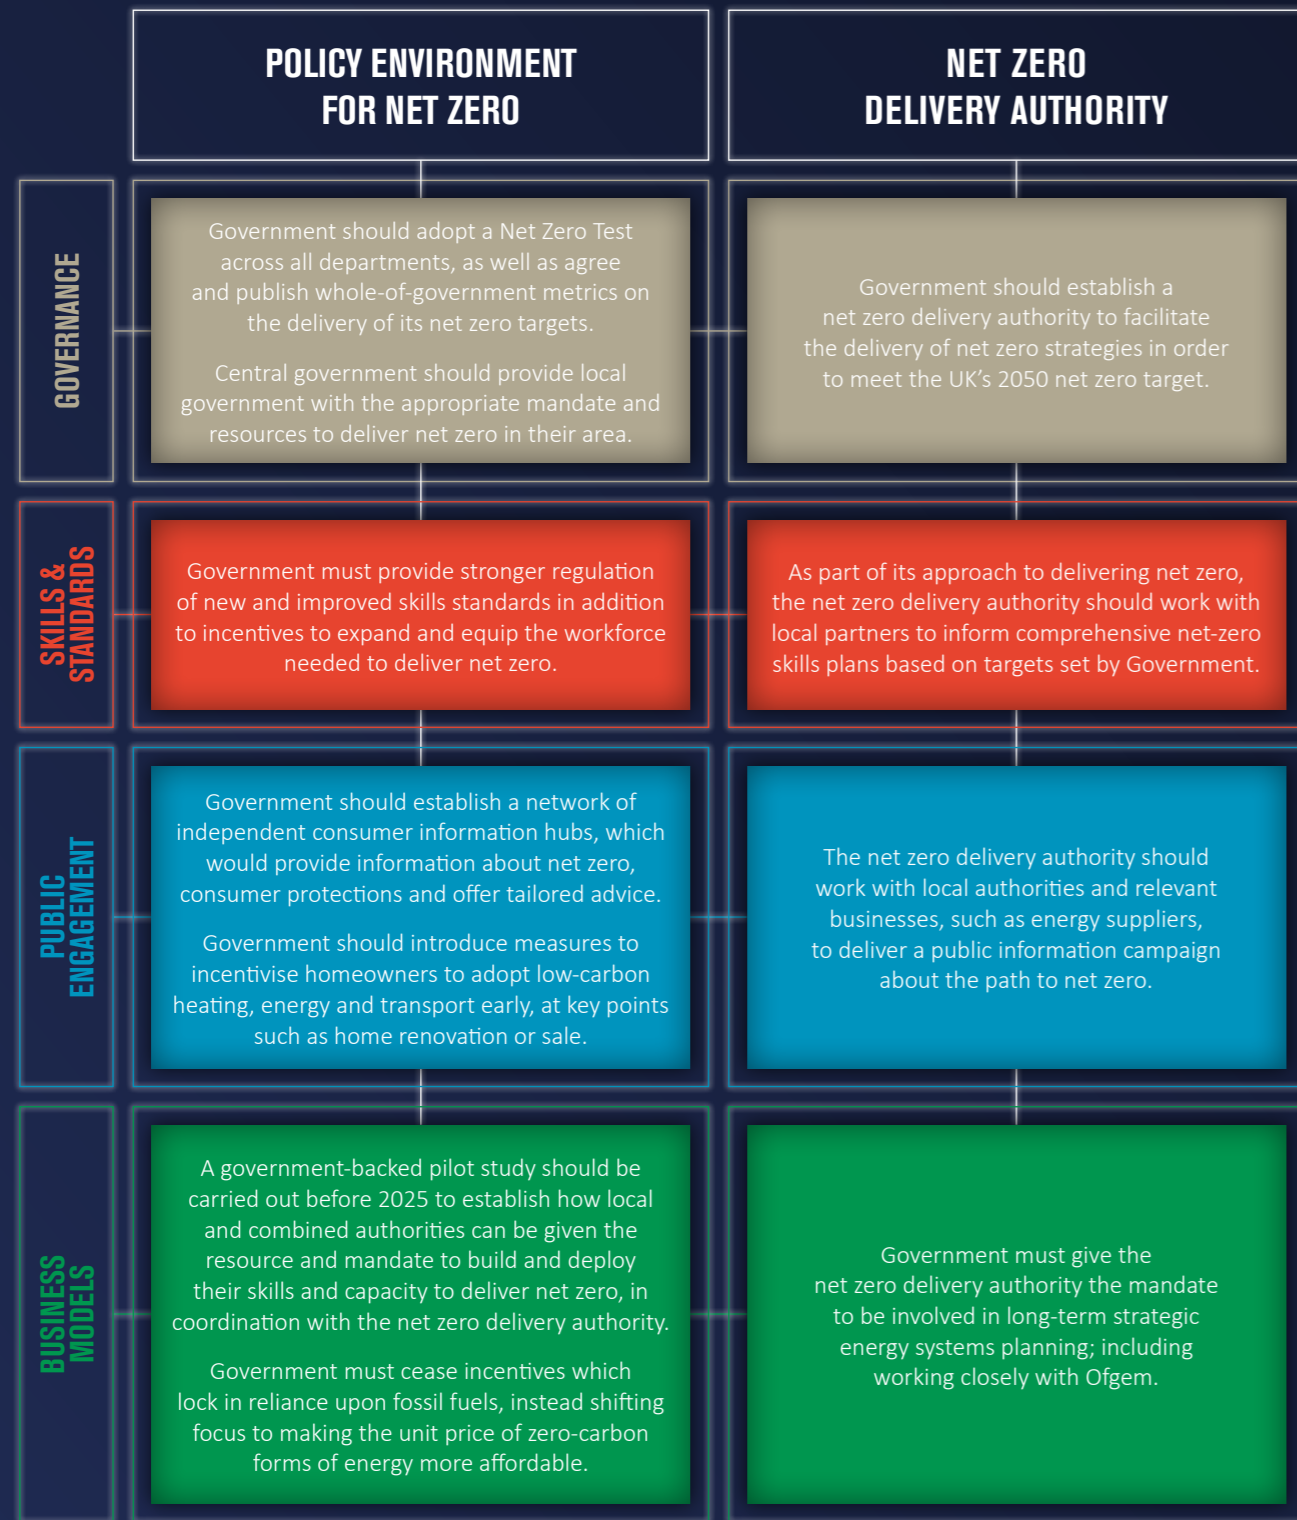 POLICY ENVIRONMENT
FOR NET ZERO
NET ZERO
DELIVERY AUTHORITY
GOVERNANCE
Government should adopt a Net Zero Test
across all departments, as well as agree
and publish whole-of-government metrics on
the delivery of its net zero targets.
Central government should provide local
government with the appropriate mandate and
resources to deliver net zero in their area.
Government should establish a
net zero delivery authority to facilitate
the delivery of net zero strategies in order
to meet the UK’s 2050 net zero target.
SKILLS &
STANDARDS
Government must provide stronger regulation
of new and improved skills standards in addition
to incentives to expand and equip the workforce
needed to deliver net zero.
As part of its approach to delivering net zero,
the net zero delivery authority should work with
local partners to inform comprehensive net-zero
skills plans based on targets set by Government.
PUBLIC
ENGAGEMENT
Government should establish a network of
independent consumer information hubs, which
would provide information about net zero,
consumer protections and offer tailored advice.
Government should introduce measures to
incentivise homeowners to adopt low-carbon
heating, energy and transport early, at key points
such as home renovation or sale.
The net zero delivery authority should
work with local authorities and relevant
businesses, such as energy suppliers,
to deliver a public information campaign
about the path to net zero.
BUSINESS
MODELS
A government-backed pilot study should be
carried out before 2025 to establish how local
and combined authorities can be given the
resource and mandate to build and deploy
their skills and capacity to deliver net zero, in
coordination with the net zero delivery authority.
Government must cease incentives which
lock in reliance upon fossil fuels, instead shifting
focus to making the unit price of zero-carbon
forms of energy more affordable.
Government must give the
net zero delivery authority the mandate
to be involved in long-term strategic
energy systems planning; including
working closely with Ofgem.